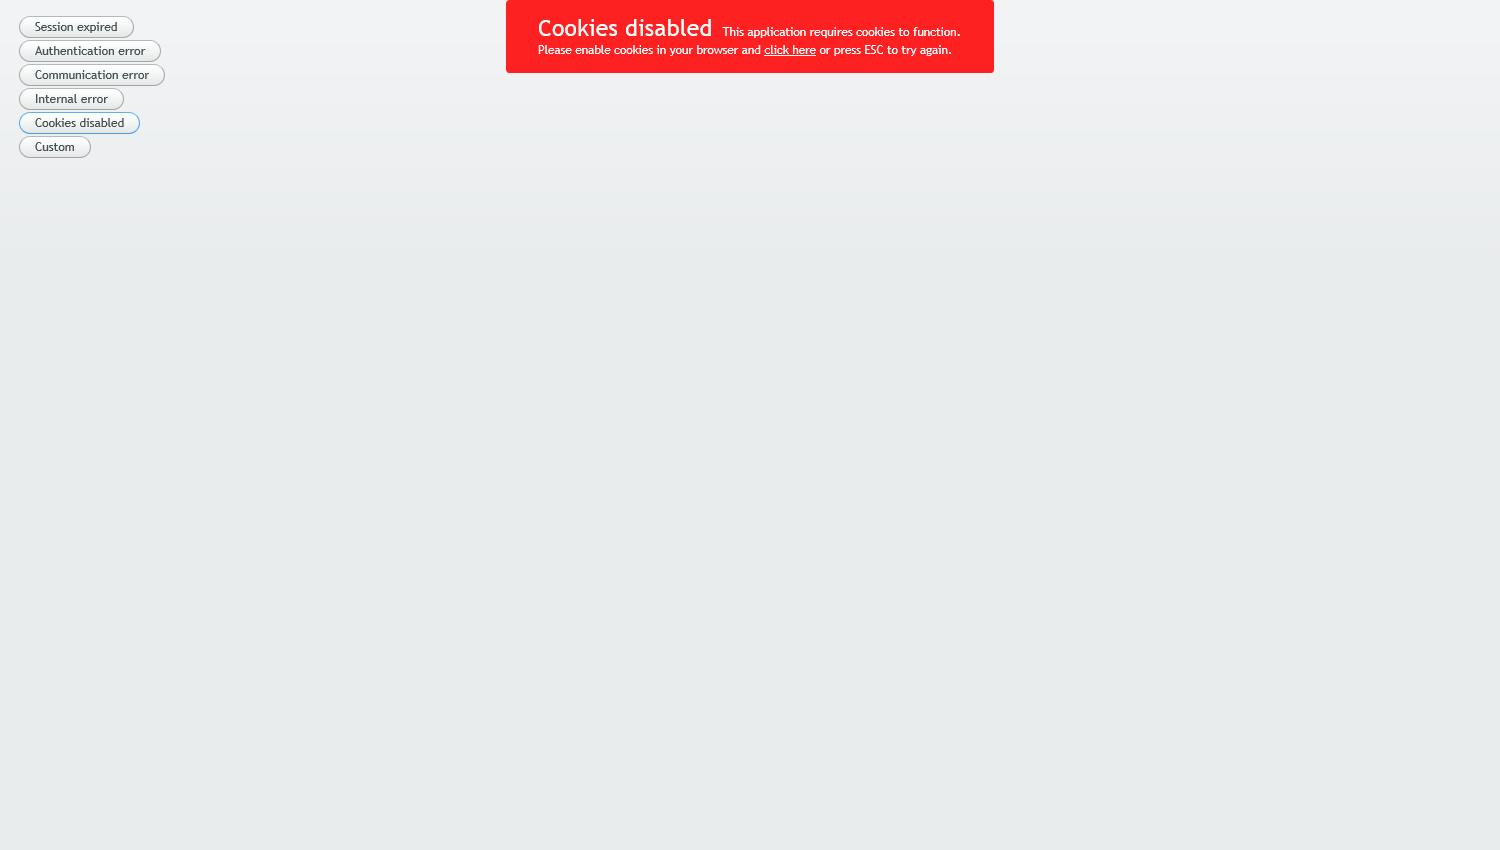 Session expired
Authentication error
Communication error
Internal error
Cookies disabled
Custom
Cookies disabled This application requires cookies to function.
Please enable cookies in your browser and click here or press ESC to try again.